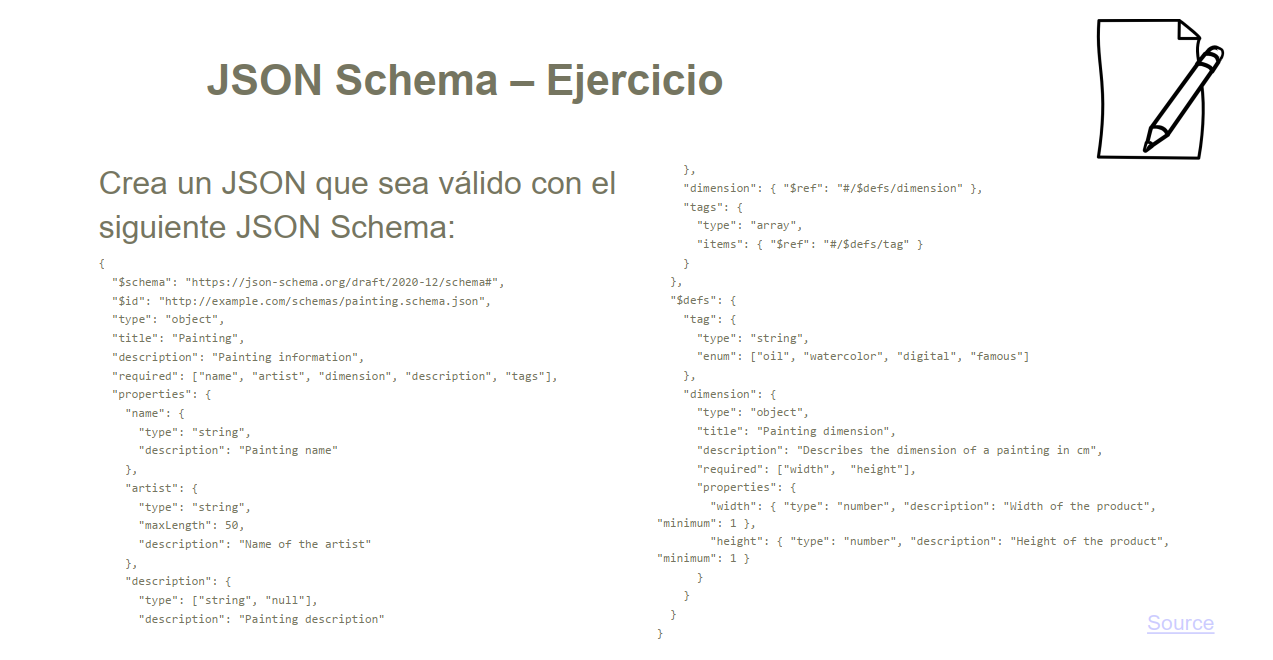 JSON Schema – Ejercicio
Crea un JSON que sea válido con el
siguiente JSON Schema:
{
  "$schema": "https://json-schema.org/draft/2020-12/schema#",
  "$id": "http://example.com/schemas/painting.schema.json",
  "type": "object",
  "title": "Painting",
  "description": "Painting information",
  "required": ["name", "artist", "dimension", "description", "tags"],
  "properties": {
    "name": {
      "type": "string",
      "description": "Painting name"
    },
    "artist": {
      "type": "string",
      "maxLength": 50,
      "description": "Name of the artist"
    },
    "description": {
      "type": ["string", "null"],
      "description": "Painting description"
    },
    "dimension": { "$ref": "#/$defs/dimension" },
    "tags": {
      "type": "array",
      "items": { "$ref": "#/$defs/tag" }
    }
  },
  "$defs": {
    "tag": {
      "type": "string",
      "enum": ["oil", "watercolor", "digital", "famous"]
    },
    "dimension": {
      "type": "object",
      "title": "Painting dimension",
      "description": "Describes the dimension of a painting in cm",
      "required": ["width",  "height"],
      "properties": {
        "width": { "type": "number", "description": "Width of the product",
"minimum": 1 },
        "height": { "type": "number", "description": "Height of the product",
"minimum": 1 }
      }
    }
  }
}
Source